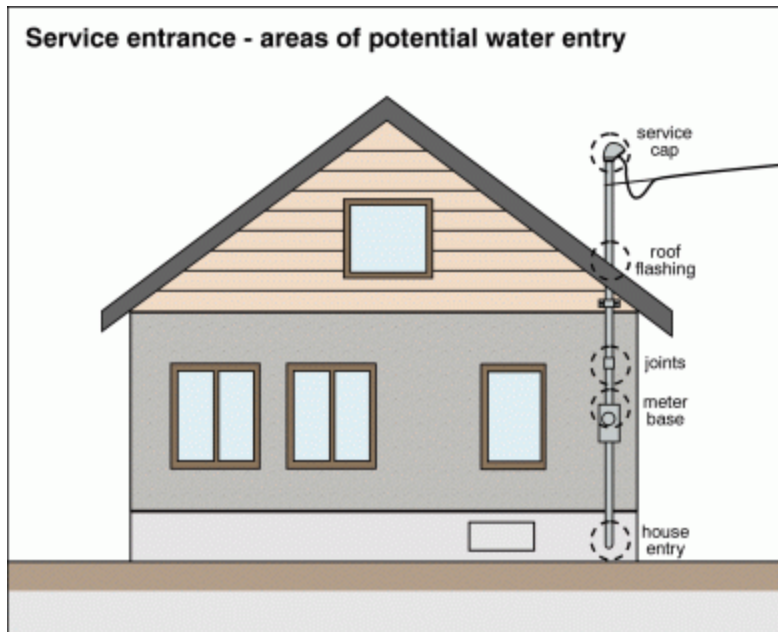 Service entrance - areas of potential water entry
service
cap
roof
flashing
joints
meter
base
house
entry